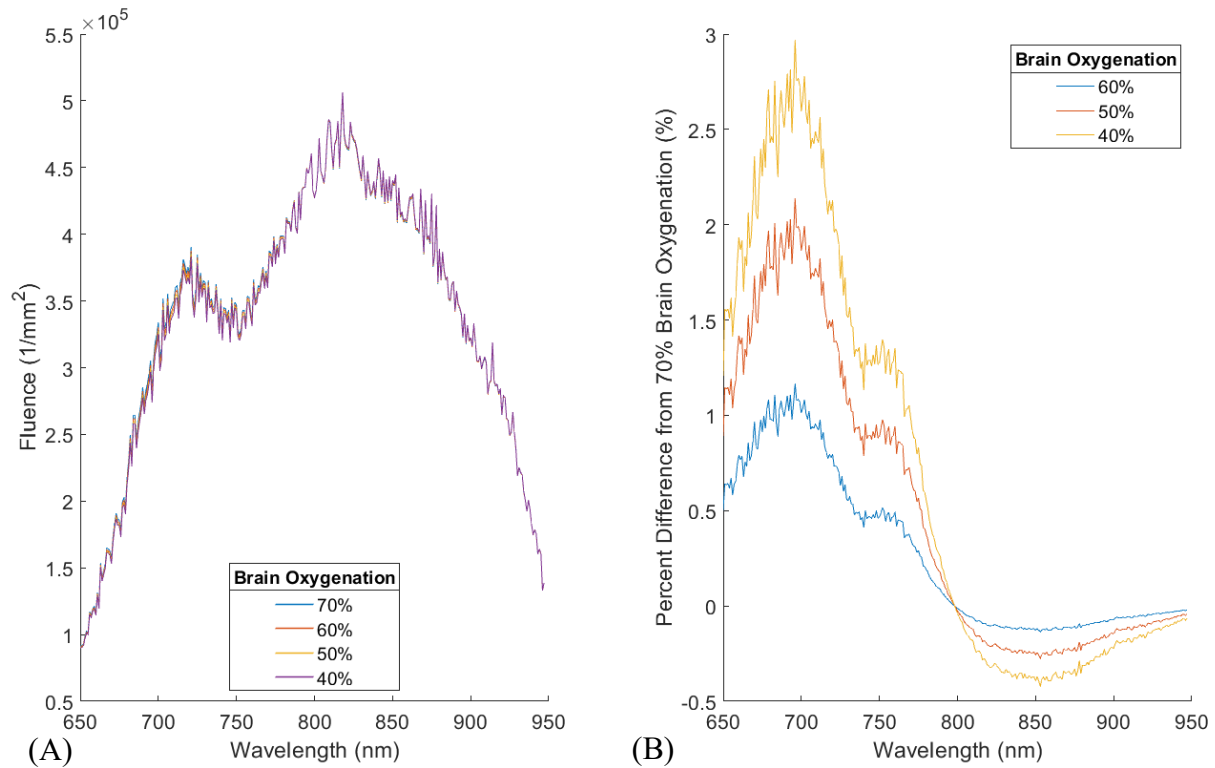 ×10⁵
5.5
5
4.5
4
3.5
3
2.5
2
1.5
1
0.5
Fluence (1/mm²)
650 700 750 800 850 900 950
Wavelength (nm)
Brain Oxygenation
70%
60%
50%
40%
(A)
3
2.5
2
1.5
1
0.5
0
-0.5
Percent Difference from 70% Brain Oxygenation (%)
650 700 750 800 850 900 950
Wavelength (nm)
Brain Oxygenation
60%
50%
40%
(B)